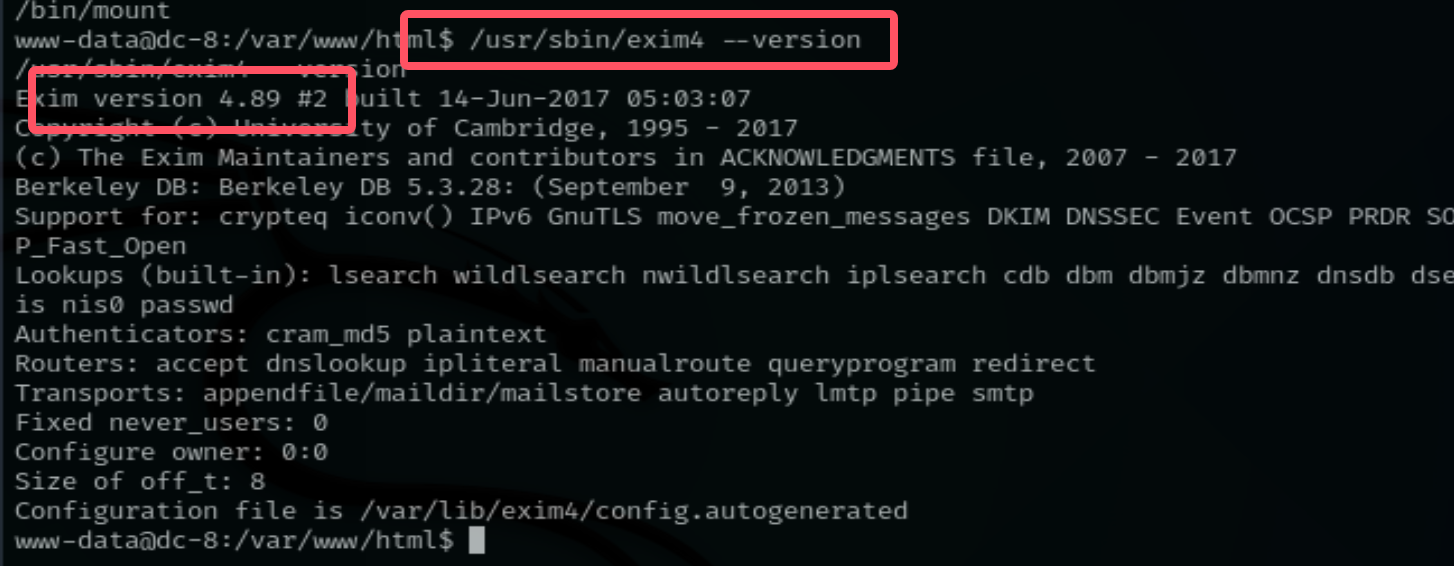 /bin/mount
www-data@dc-8:/var/www/html$ /usr/sbin/exim4 --version
/usr/sbin/exim4 --version
Exim version 4.89 #2 built 14-Jun-2017 05:03:07
Copyright (c) University of Cambridge, 1995 - 2017
(c) The Exim Maintainers and contributors in ACKNOWLEDGMENTS file, 2007 - 2017
Berkeley DB: Berkeley DB 5.3.28: (September  9, 2013)
Support for: crypteq iconv() IPv6 GnuTLS move_frozen_messages DKIM DNSSEC Event OCSP PRDR
P_Fast_Open
Lookups (built-in): lsearch wildlsearch nwildlsearch iplsearch cdb dbm dbmjz dbmnz dnsdb dse
is nis0 passwd
Authenticators: cram_md5 plaintext
Routers: accept dnslookup ipliteral manualroute queryprogram redirect
Transports: appendfile/maildir/mailstore autoreply lmtp pipe smtp
Fixed never_users: 0
Configure owner: 0:0
Size of off_t: 8
Configuration file is /var/lib/exim4/config.autogenerated
www-data@dc-8:/var/www/html$